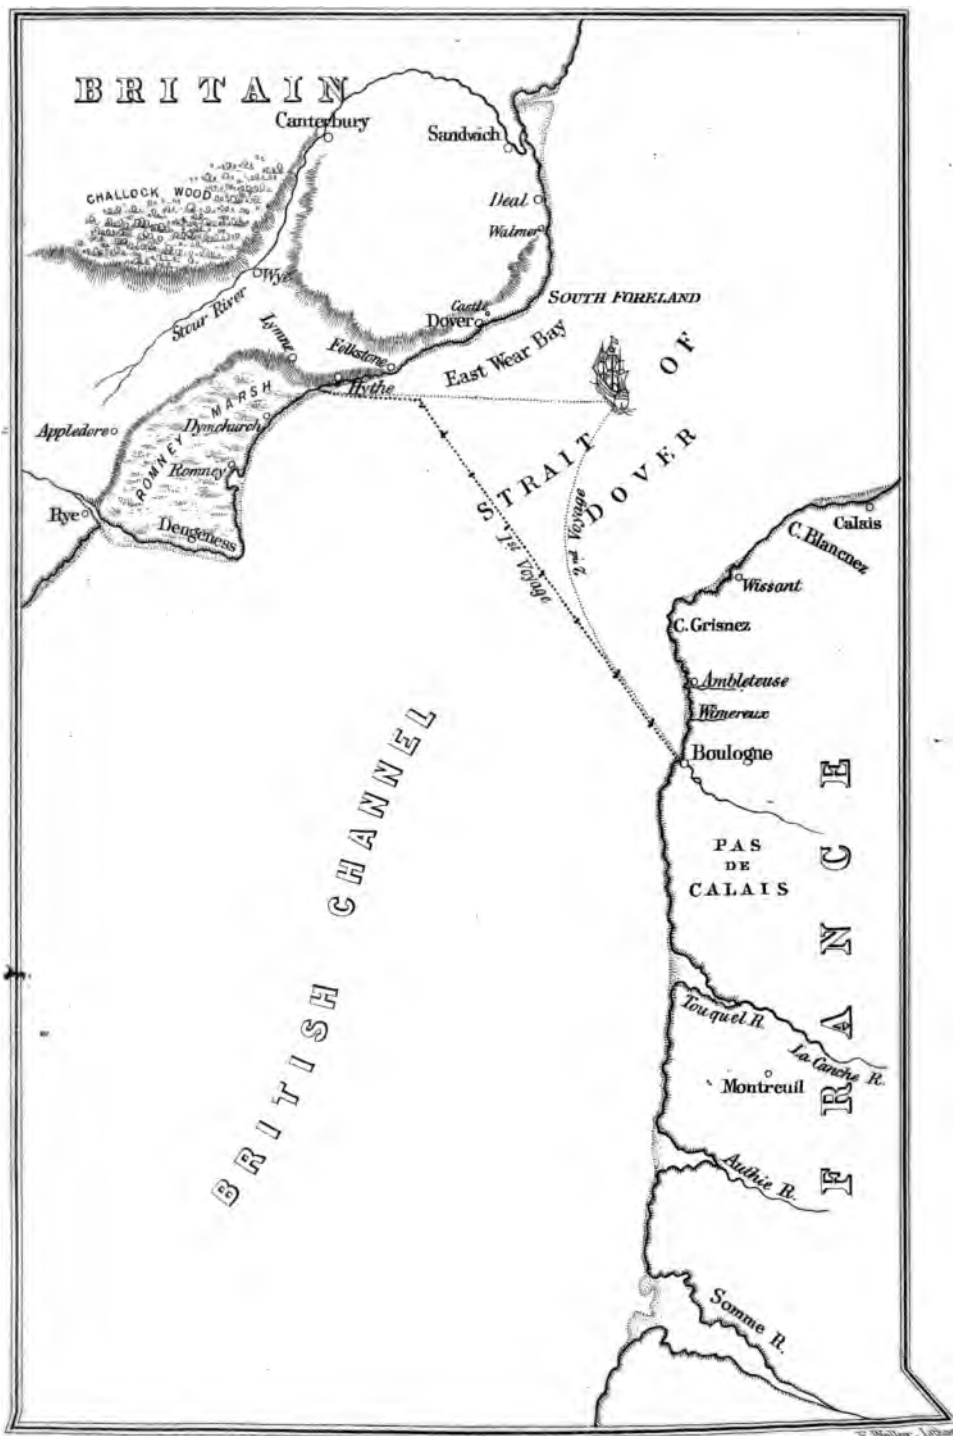 BRITAIN
Canterbury
Sandwich
CHALLOCK WOOD
Deal
Walmer
Wye
Stour River
SOUTH FORELAND
Castle
Dover
Lymne
Folkstone
East Wear Bay
Hythe
ROMNEY MARSH
Dymchurch
Appledore
Romney
Rye
Dengeness
STRAIT OF
DOVER
1st Voyage
2nd Voyage
Calais
C. Blancnez
Wissant
C. Grisnez
Ambleteuse
Wimereux
Boulogne
BRITISH CHANNEL
FRANCE
PAS
DE
CALAIS
Touquel R.
La Canche R.
Montreuil
Authie R.
Somme R.